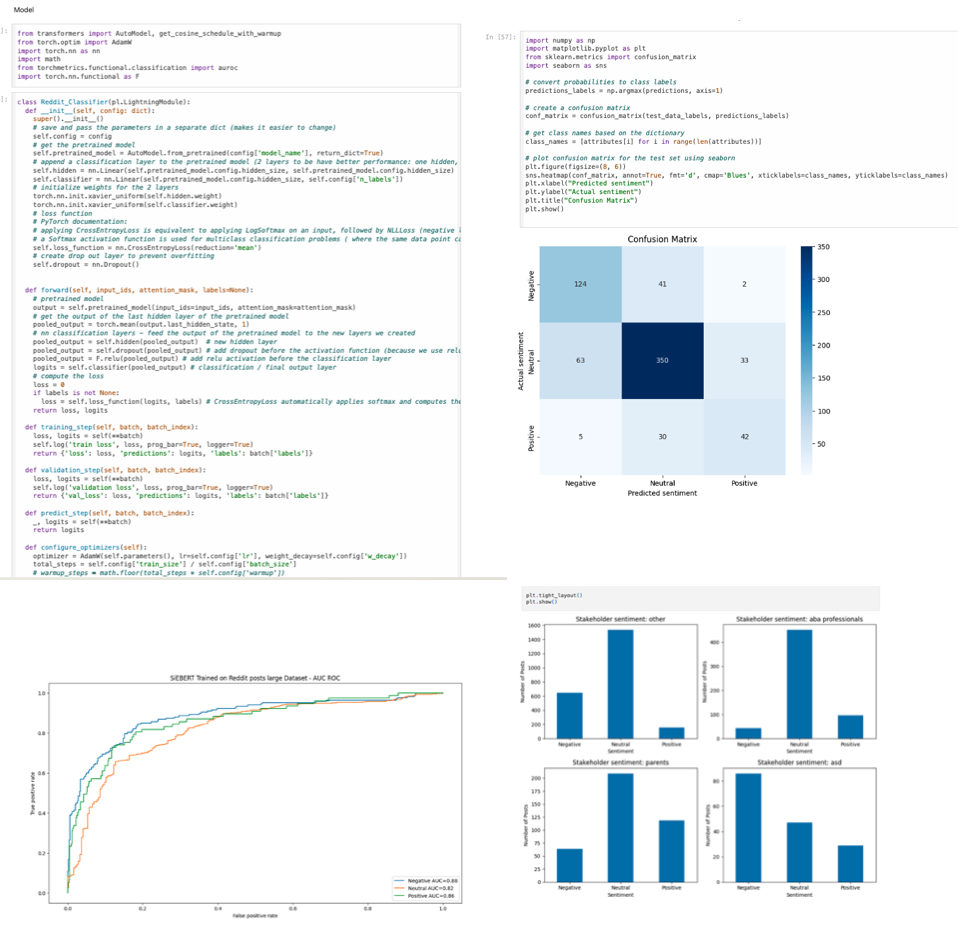 Model
]:
from transformers import AutoModel, get_cosine_schedule_with_warmup
from torch.optim import AdamW
import torch.nn as nn
import math
from torchmetrics.functional.classification import auroc
import torch.nn.functional as F
]:
class Reddit_Classifier(pl.LightningModule):
def __init__(self, config: dict):
super().__init__()
# save and pass the parameters in a separate dict (makes it easier to change)
self.config = config
# get the pretrained model
self.pretrained_model = AutoModel.from_pretrained(config['model_name'], return_dict=True)
# append a classification layer to the pretrained model (2 layers to be have better performance: one hidden,
self.hidden = nn.Linear(self.pretrained_model.config.hidden_size, self.pretrained_model.config.hidden_size)
self.classifier = nn.Linear(self.pretrained_model.config.hidden_size, self.config['n_labels'])
# initialize weights for the 2 layers
torch.nn.init.xavier_uniform(self.hidden.weight)
torch.nn.init.xavier_uniform(self.classifier.weight)
# loss function
# PyTorch documentation:
# applying CrossEntropyLoss is equivalent to applying LogSoftmax on an input, followed by NLLLoss (negative l
# a Softmax activation function is used for multiclass classification problems ( where the same data point c
self.loss_function = nn.CrossEntropyLoss(reduction='mean')
# create drop out layer to prevent overfitting
self.dropout = nn.Dropout()
def forward(self, input_ids, attention_mask, labels=None):
# pretrained model
output = self.pretrained_model(input_ids=input_ids, attention_mask=attention_mask)
# get the output of the last hidden layer of the pretrained model
pooled_output = torch.mean(output.last_hidden_state, 1)
# nn classification layers – feed the output of the pretrained model to the new layers we created
pooled_output = self.hidden(pooled_output) # new hidden layer
pooled_output = self.dropout(pooled_output) # add dropout before the activation function (because we use relu
pooled_output = F.relu(pooled_output) # add relu activation before the classification layer
logits = self.classifier(pooled_output) # classification / final output layer
# compute the loss
loss = 0
if labels is not None:
loss = self.loss_function(logits, labels) # CrossEntropyLoss automatically applies softmax and computes the
return loss, logits
def training_step(self, batch, batch_index):
loss, logits = self(**batch)
self.log('train loss', loss, prog_bar=True, logger=True)
return {'loss': loss, 'predictions': logits, 'labels': batch['labels']}
def validation_step(self, batch, batch_index):
loss, logits = self(**batch)
self.log('validation loss', loss, prog_bar=True, logger=True)
return {'val_loss': loss, 'predictions': logits, 'labels': batch['labels']}
def predict_step(self, batch, batch_index):
_, logits = self(**batch)
return logits
def configure_optimizers(self):
optimizer = AdamW(self.parameters(), lr=self.config['lr'], weight_decay=self.config['w_decay'])
total_steps = self.config['train_size'] / self.config['batch_size']
# warmup_steps = math.floor(total_steps * self.config['warmup'])
In [57]:
import numpy as np
import matplotlib.pyplot as plt
from sklearn.metrics import confusion_matrix
import seaborn as sns
# convert probabilities to class labels
predictions_labels = np.argmax(predictions, axis=1)
# create a confusion matrix
conf_matrix = confusion_matrix(test_data_labels, predictions_labels)
# get class names based on the dictionary
class_names = [attributes[i] for i in range(len(attributes))]
# plot confusion matrix for the test set using seaborn
plt.figure(figsize=(8, 6))
sns.heatmap(conf_matrix, annot=True, fmt='d', cmap='Blues', xticklabels=class_names, yticklabels=class_names)
plt.xlabel("Predicted sentiment")
plt.ylabel("Actual sentiment")
plt.title("Confusion Matrix")
plt.show()
Confusion Matrix
Actual sentiment
Negative
124 41 2
Neutral
63 350 33
Positive
5 30 42
Negative Neutral Positive
Predicted sentiment
350
300
250
200
150
100
50
SiEBERT Trained on Reddit posts large Dataset - AUC ROC
True positive rate
1.0
0.8
0.6
0.4
0.2
0.0
Negative AUC=0.88
Neutral AUC=0.82
Positive AUC=0.86
0.0 0.2 0.4 0.6 0.8 1.0
False positive rate
plt.tight_layout()
plt.show()
Stakeholder sentiment: other
Number of Posts
1600
1400
1200
1000
800
600
400
200
0
Negative Neutral Positive
Sentiment
Stakeholder sentiment: aba professionals
Number of Posts
400
300
200
100
0
Negative Neutral Positive
Sentiment
Stakeholder sentiment: parents
Number of Posts
200
175
150
125
100
75
50
25
0
Negative Neutral Positive
Sentiment
Stakeholder sentiment: asd
Number of Posts
80
60
40
20
0
Negative Neutral Positive
Sentiment